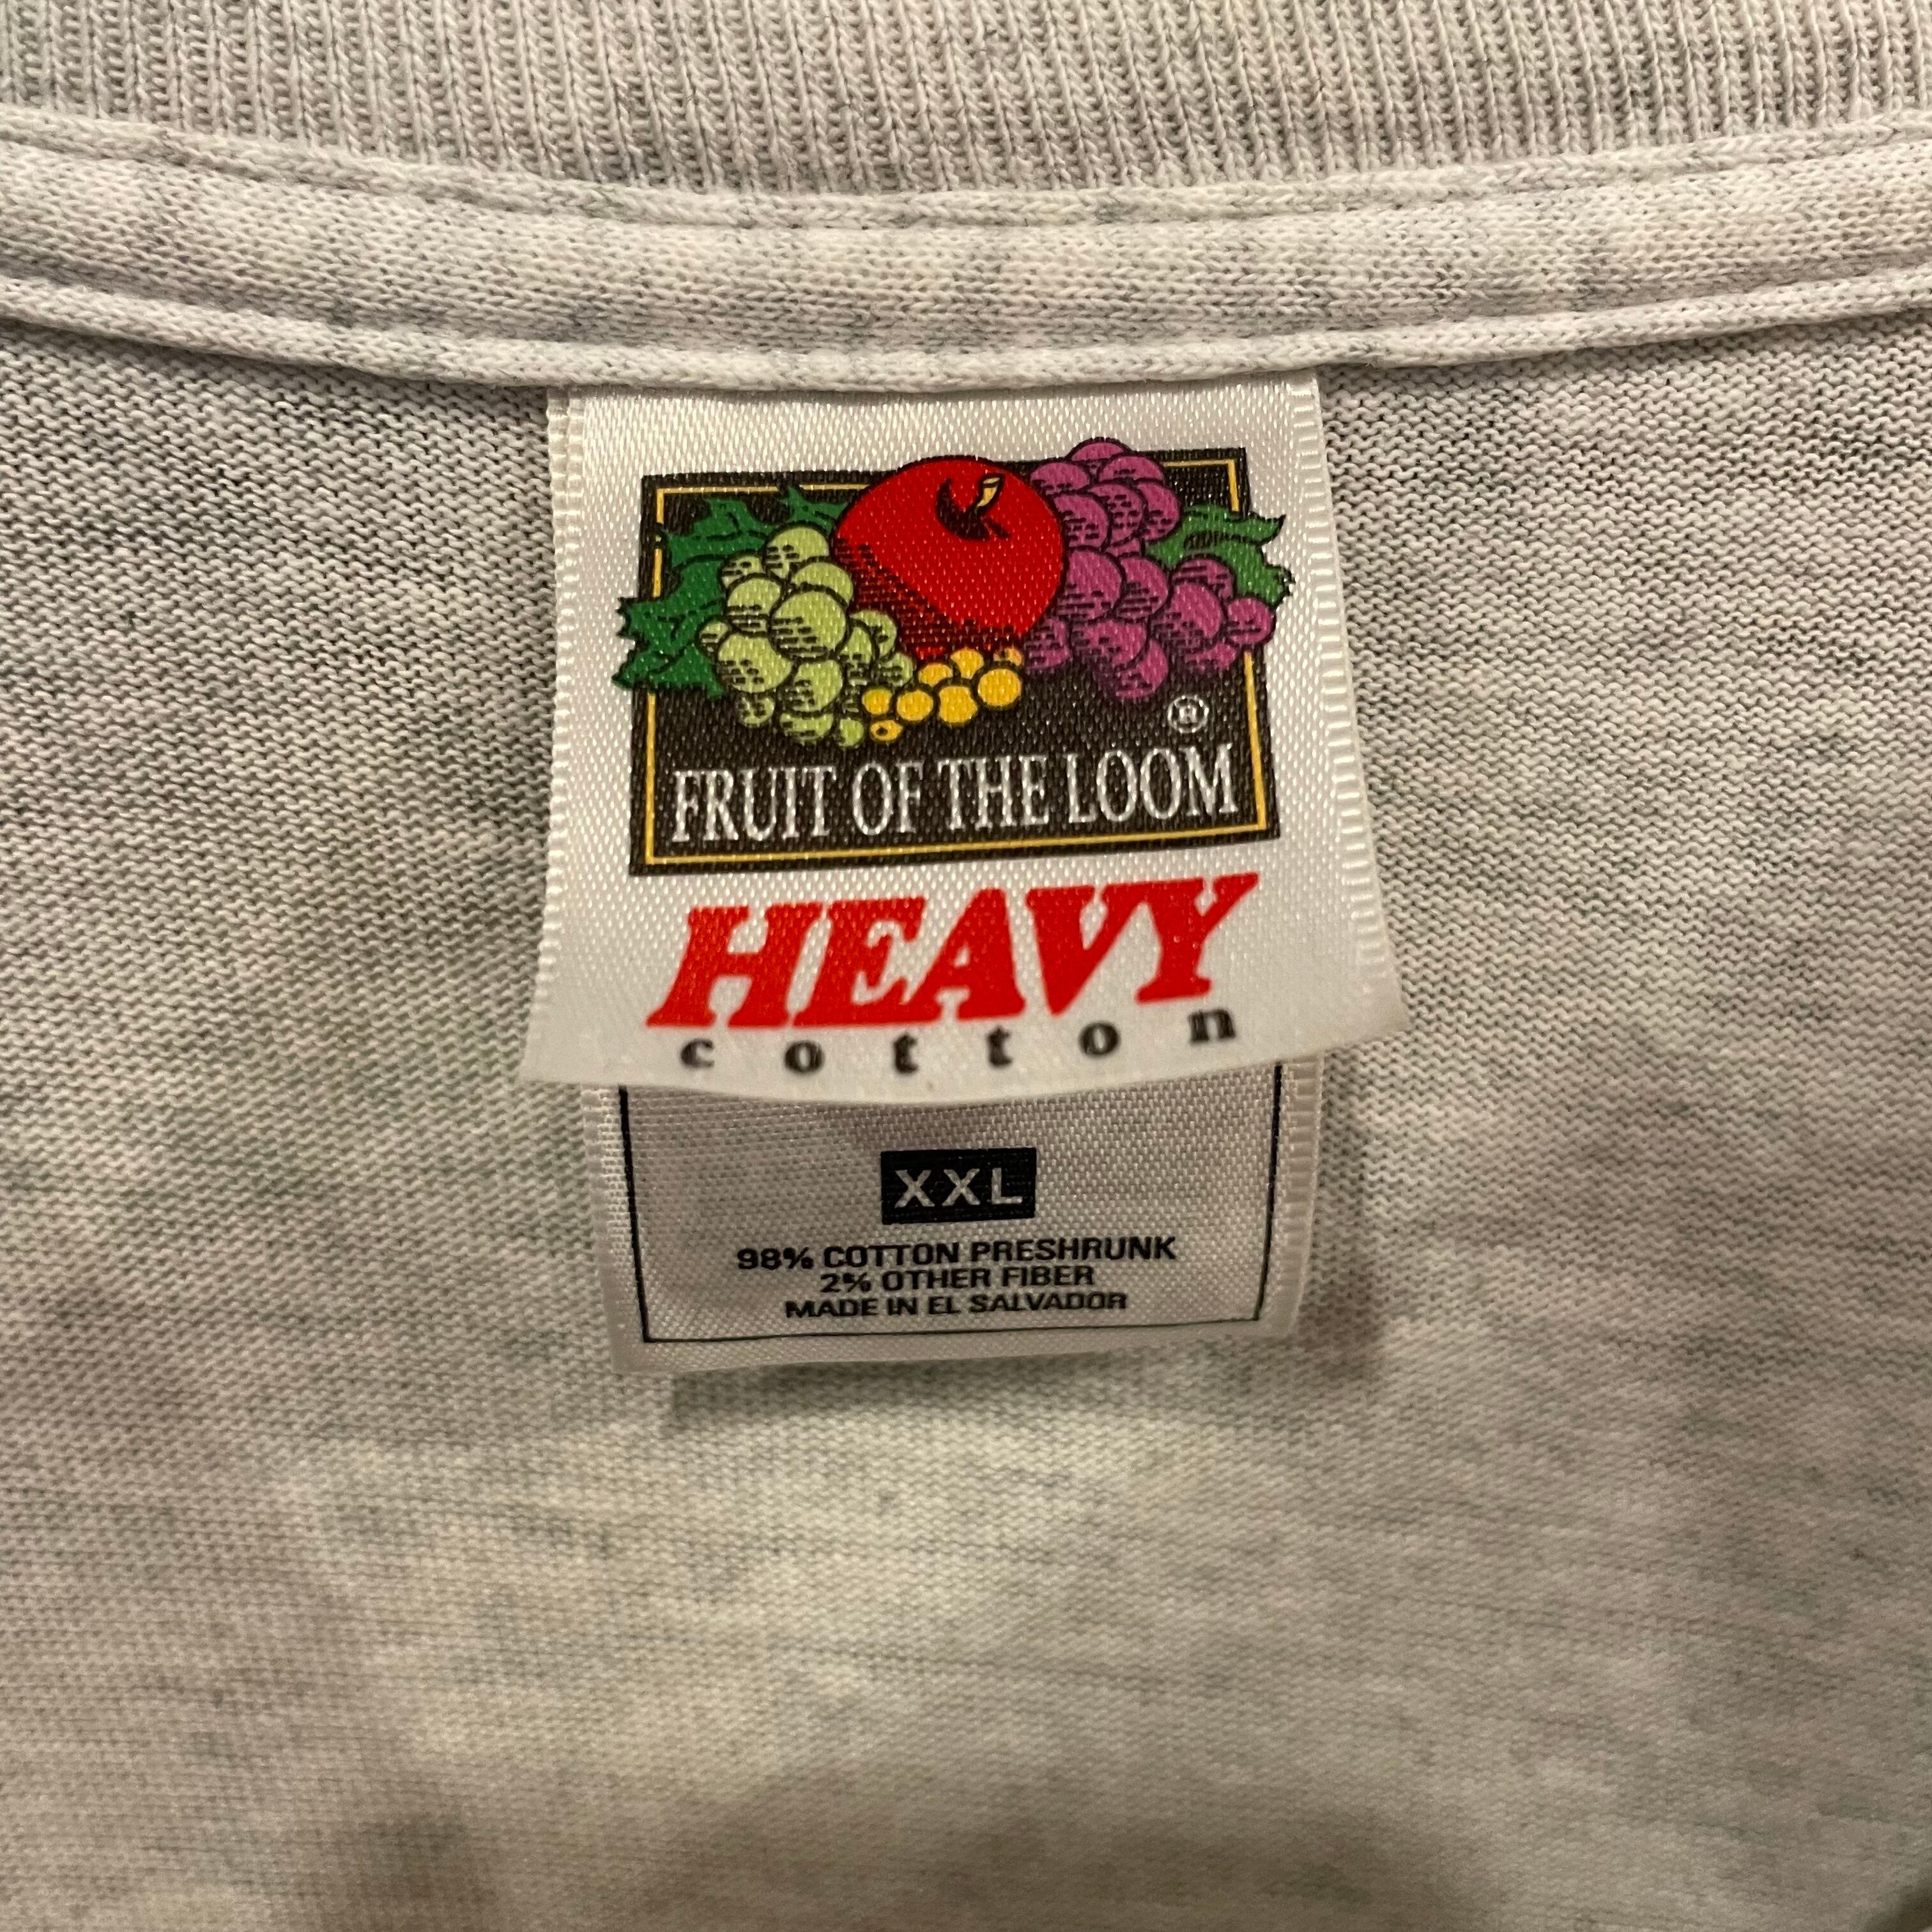 ®
FRUIT OF THE LOOM
HEAVY
cotton
XXL
98% COTTON PRESHRUNK
2% OTHER FIBER
MADE IN EL SALVADOR